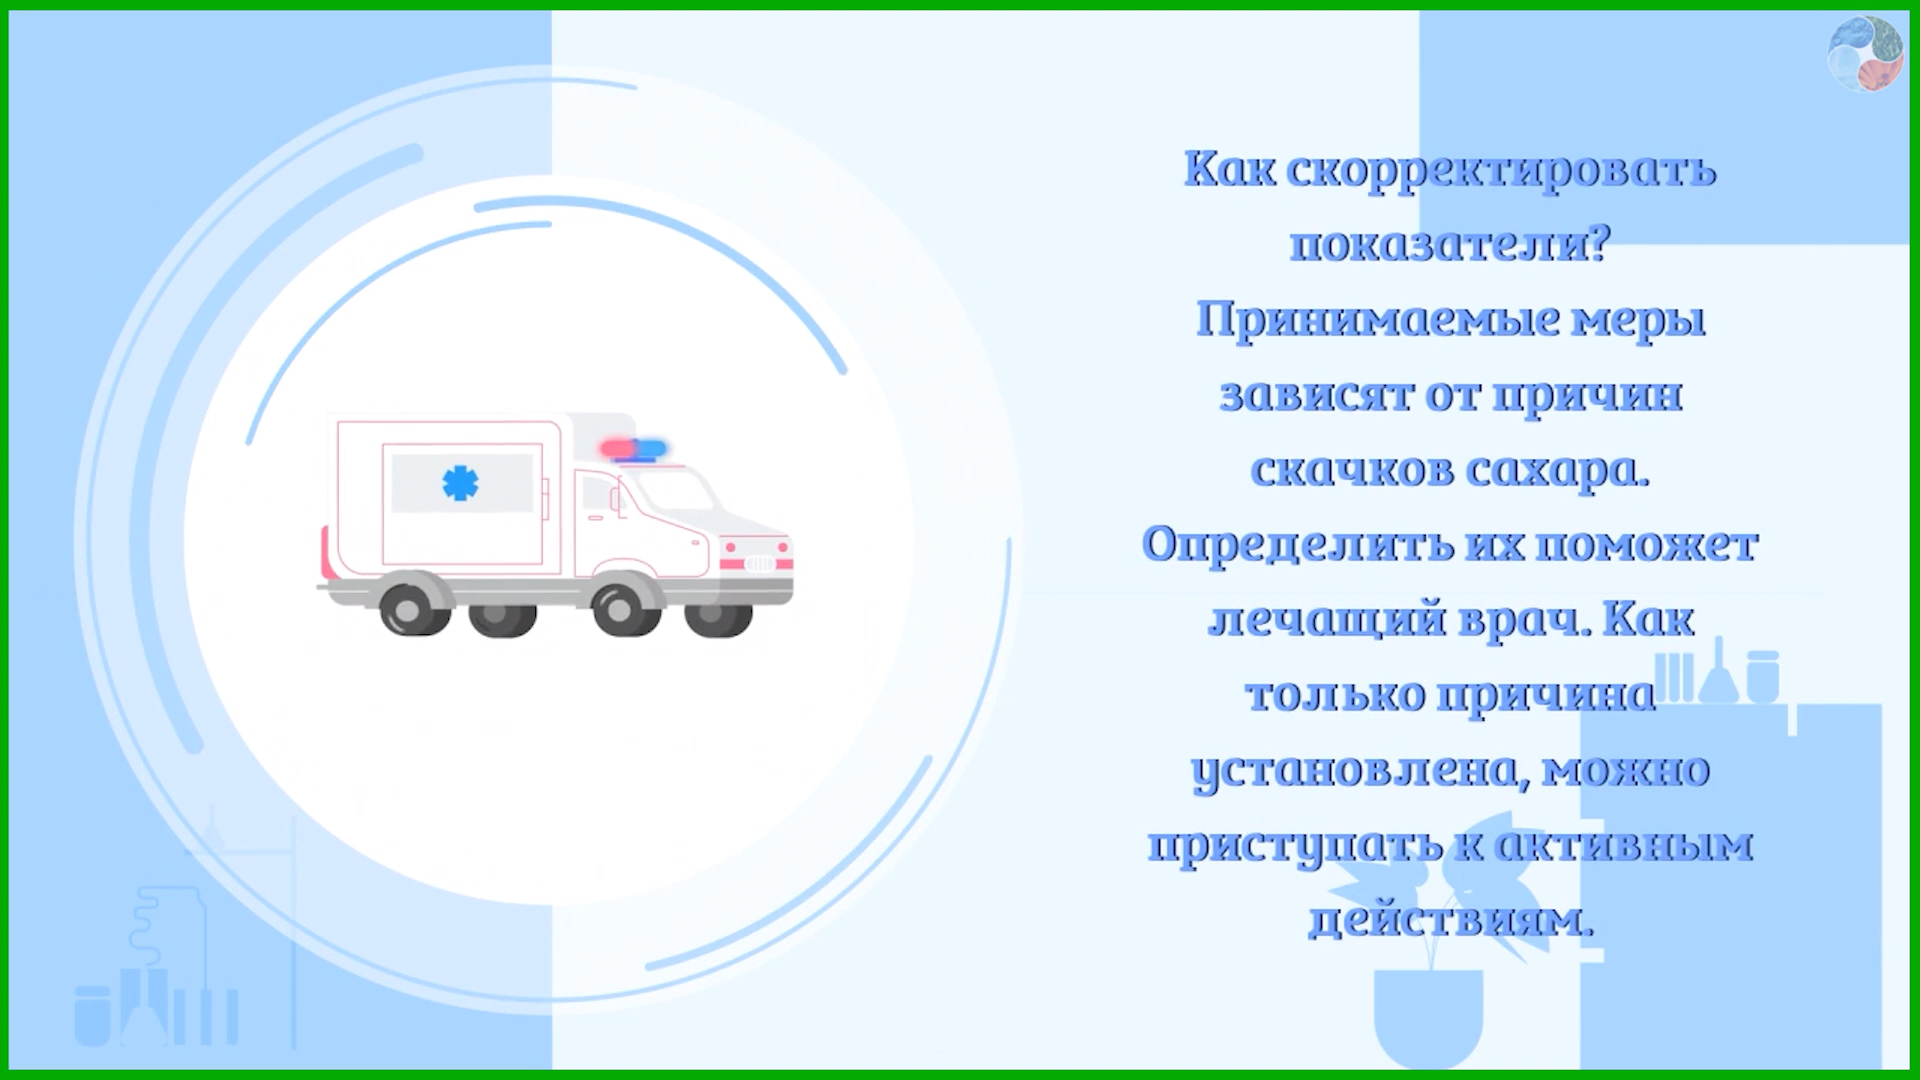 Как скорректировать
показатели?
Принимаемые меры
зависят от причин
скачков сахара.
Определить их поможет
лечащий врач. Как
только причина
установлена, можно
приступать к активным
действиям.